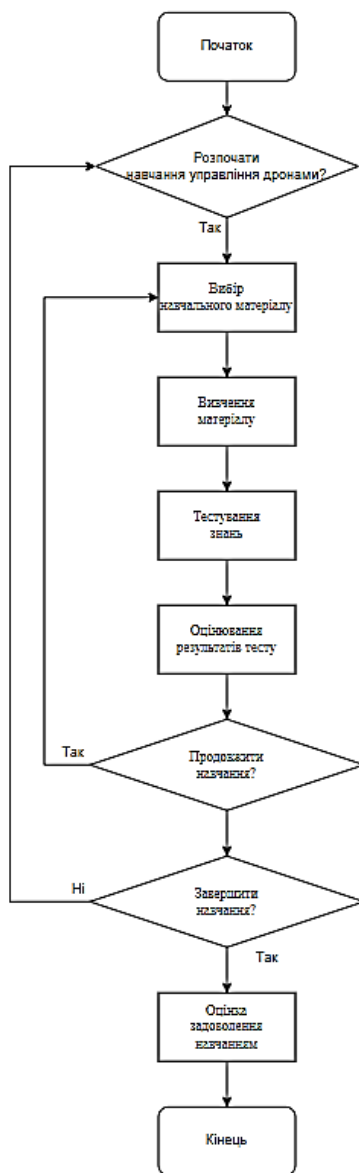 Початок
Розпочати
навчання управління дронами?
Так
Вибір
навчального матеріалу
Вивчення
матеріалу
Тестування
знань
Оцінювання
результатів тесту
Продовжити
навчання?
Так
Завершити
навчання?
Ні
Так
Оцінка
задоволення
навчанням
Кінець